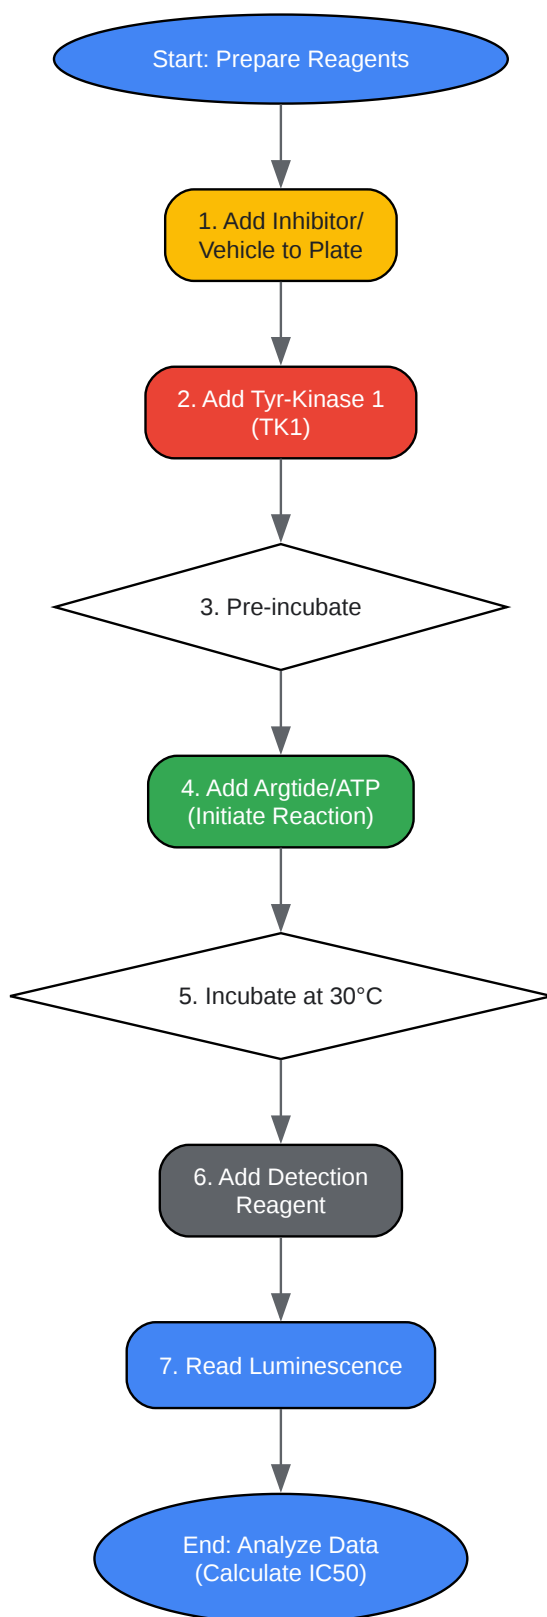 Start: Prepare Reagents
1. Add Inhibitor/
Vehicle to Plate
2. Add Tyr-Kinase 1
(TK1)
3. Pre-incubate
4. Add Argtide/ATP
(Initiate Reaction)
5. Incubate at 30°C
6. Add Detection
Reagent
7. Read Luminescence
End: Analyze Data
(Calculate IC50)